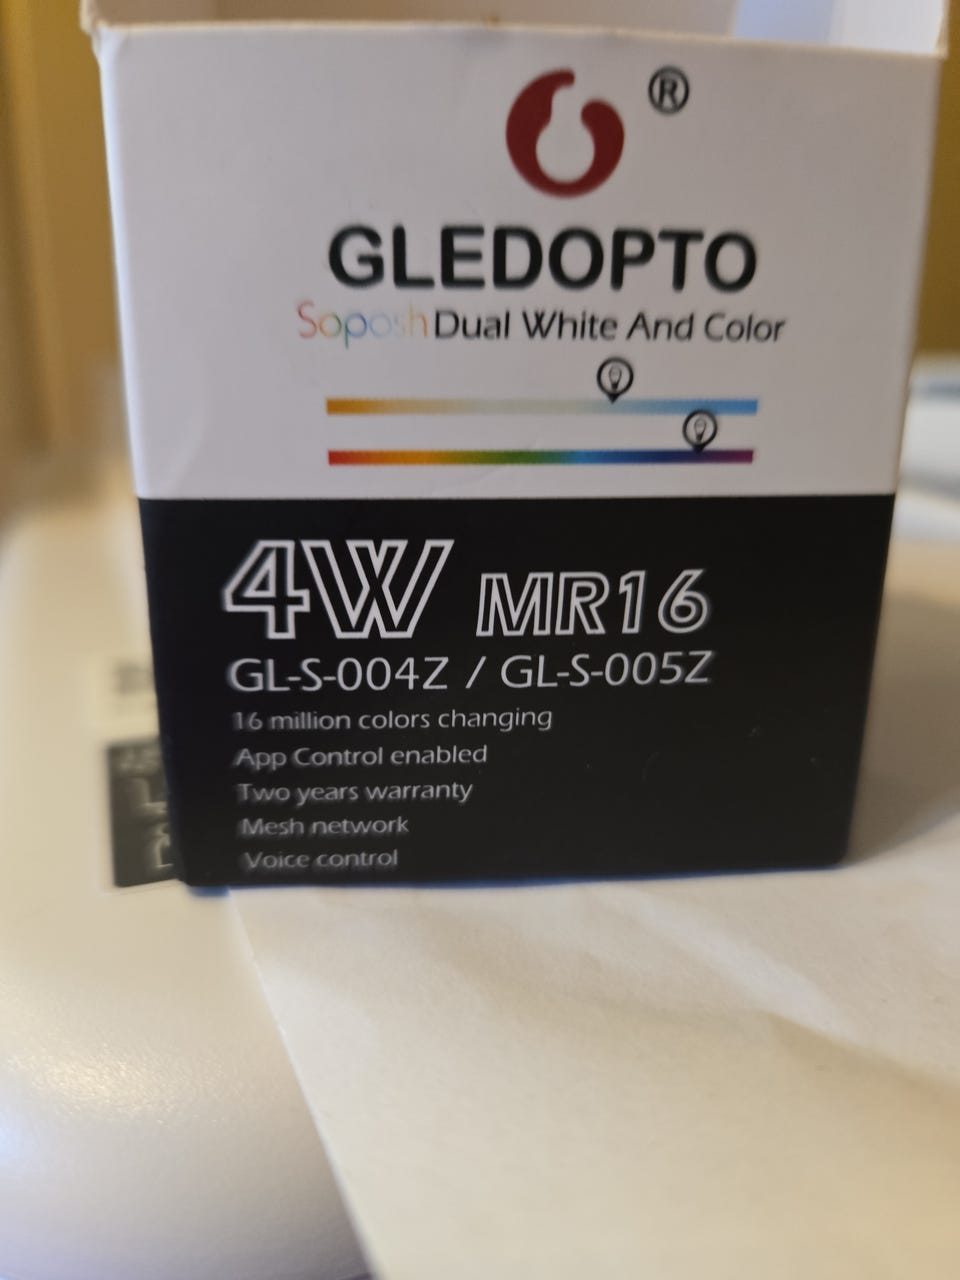 ®
GLEDOPTO
Soposh Dual White And Color
4W MR16
GL-S-004Z / GL-S-005Z
16 million colors changing
App Control enabled
Two years warranty
Mesh network
Voice control